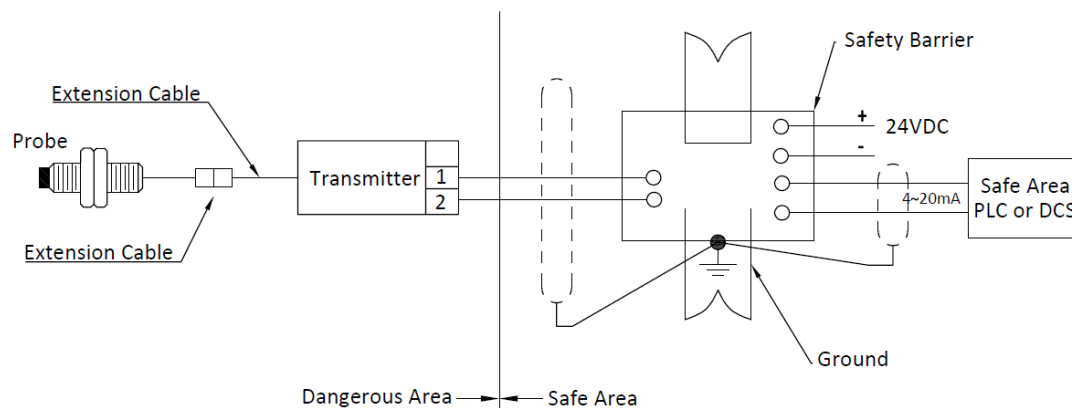 Safety Barrier
Extension Cable
+
24VDC
-
Probe
Transmitter
1
2
4~20mA
Safe Area
PLC or DCS
Extension Cable
Ground
Dangerous Area
Safe Area